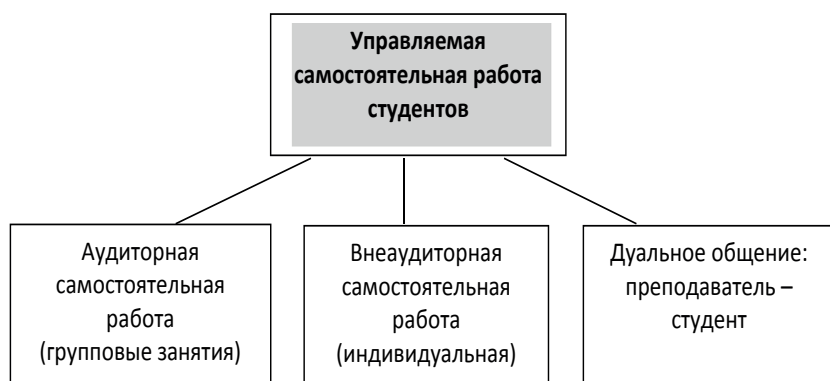 Управляемая
самостоятельная работа
студентов
Аудиторная
самостоятельная
работа
(групповые занятия)
Внеаудиторная
самостоятельная
работа
(индивидуальная)
Дуальное общение:
преподаватель –
студент